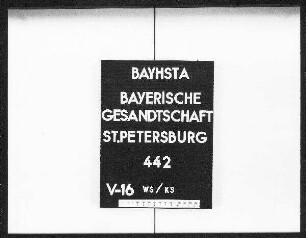 BAYHSTA
BAYERISCHE
GESANDTSCHAFT
ST.PETERSBURG
442
V-16 WS/KS